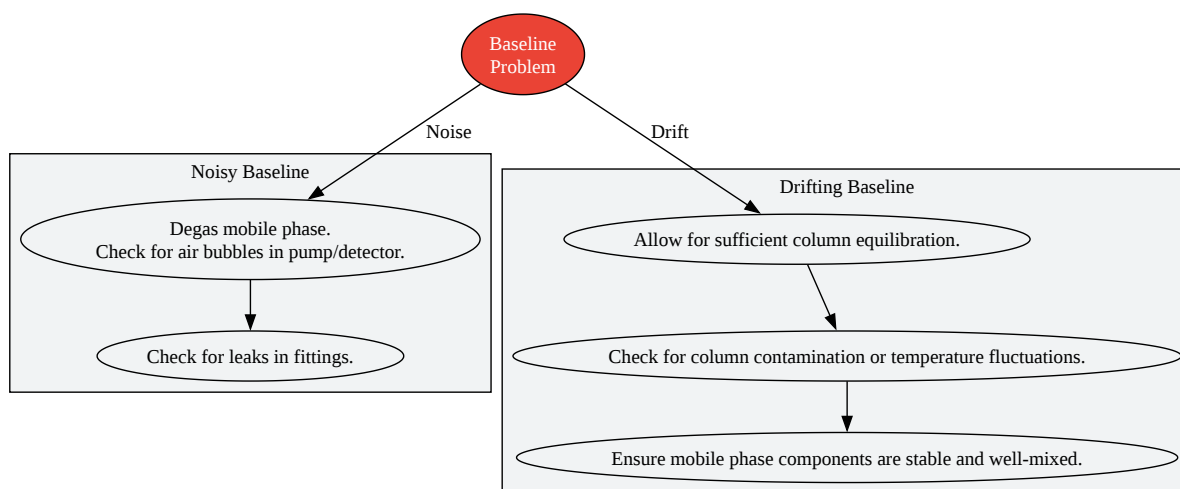 Baseline
Problem
Noise
Drift
Noisy Baseline
Degas mobile phase.
Check for air bubbles in pump/detector.
Check for leaks in fittings.
Drifting Baseline
Allow for sufficient column equilibration.
Check for column contamination or temperature fluctuations.
Ensure mobile phase components are stable and well-mixed.